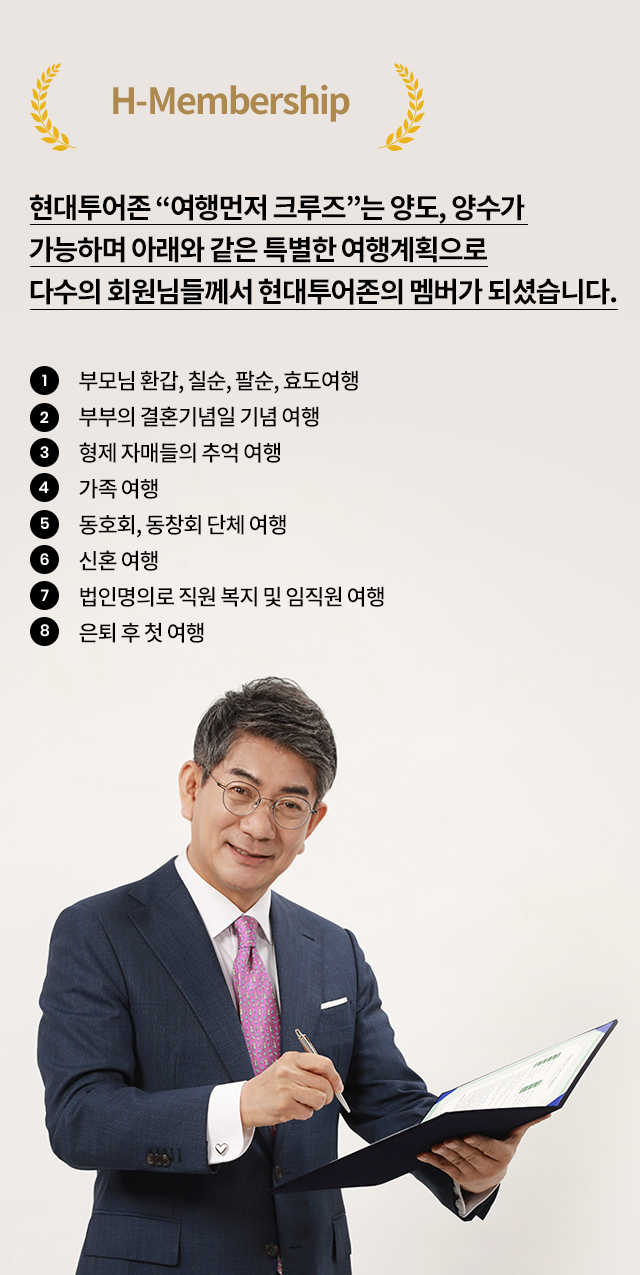 H-Membership
현대투어존 “여행먼저 크루즈”는 양도, 양수가
가능하며 아래와 같은 특별한 여행계획으로
다수의 회원님들께서 현대투어존의 멤버가 되셨습니다.
1 부모님 환갑, 칠순, 팔순, 효도여행
2 부부의 결혼기념일 기념 여행
3 형제 자매들의 추억 여행
4 가족 여행
5 동호회, 동창회 단체 여행
6 신혼 여행
7 법인명의로 직원 복지 및 임직원 여행
8 은퇴 후 첫 여행